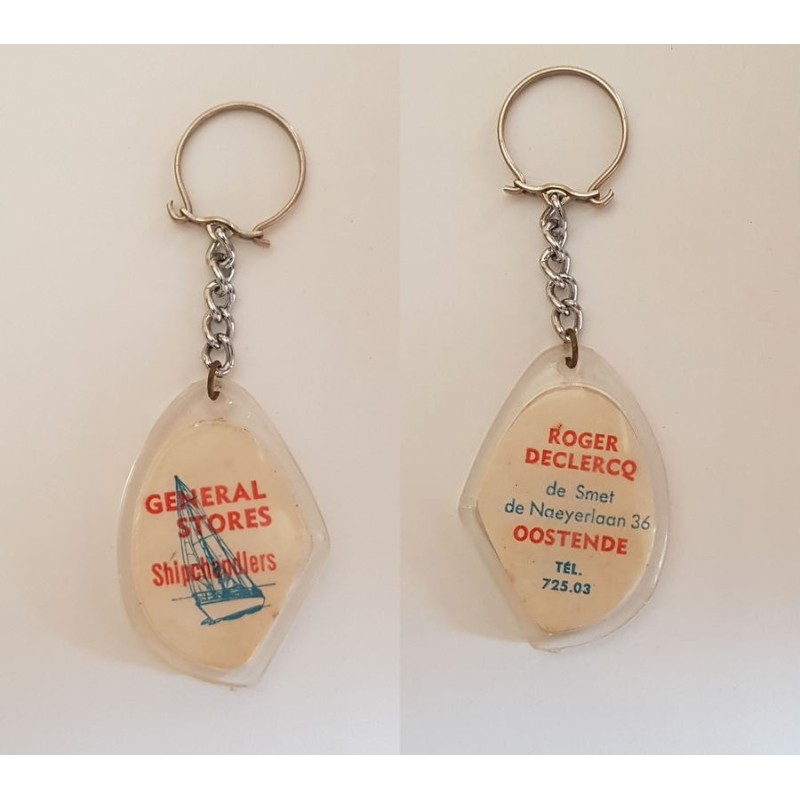 GENERAL
STORES
Shipchandlers
ROGER
DECLERCQ
de Smet
de Naeyerlaan 36
OOSTENDE
TÉL.
725.03